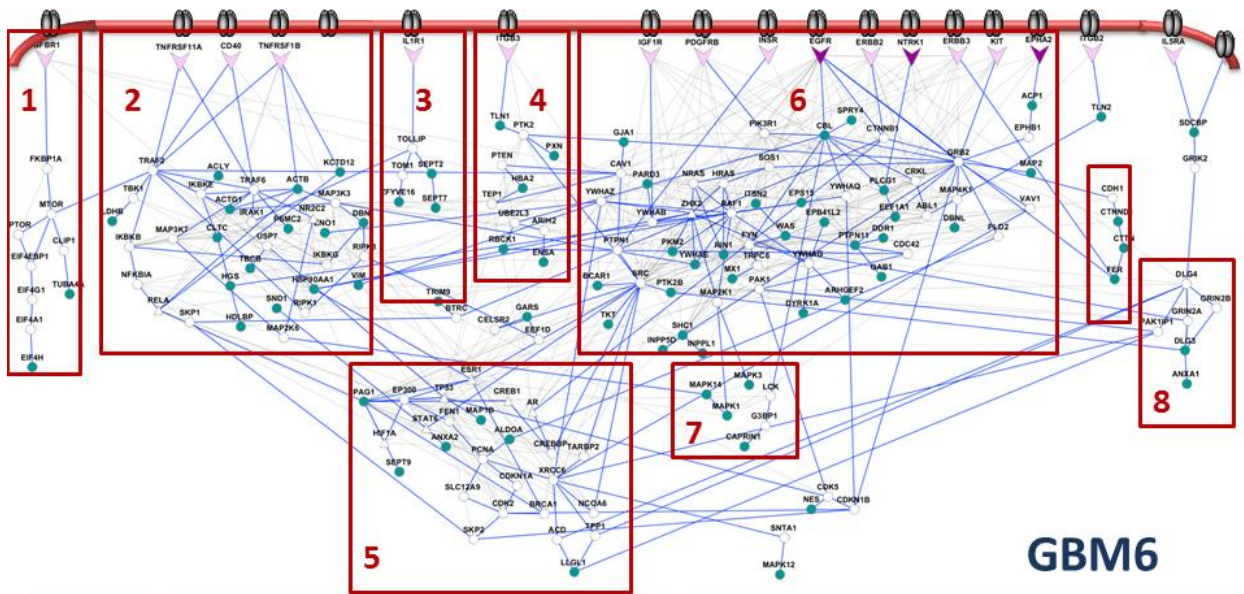 TNFRSF11A CD40 TNFRSF1B IL1R1 ITGB3 IGF1R PDGFRB INSR EGFR ERBB2 NTRK1 ERBB3 KIT EPHA2 ITGB2 IL5RA
GFBR1
1 2 3 4 6
ACP1
TLN1 PTK2 SPRY4 TLN2
GJA1 PIK3R1 CBL CTNNB1 EPHB1 SDCBP
TOLLIP PXN GRB2
FKBP1A TRAF2 ACLY KCTD12 TOM1 SEPT2 PTEN CAV1 PARD3 SOS1 MAP2 GRIK2
TBK1 IKBKE TRAF6 ACTB MAP3K3 ZFYVE16 HBA2 NRAS HRAS YWHAQ PLCG1 CRKL CDH1
MTOR ACTG1 NR2C2 SEPT7 TEP1 YWHAZ ZHX2 RAF1 ITSN2 EPS15 EEF1A1 ABL1 MAP4K1 VAV1
PTOR LDHB IRAK1 PSMC2 ENO1 UBE2L3 ARIH2 YWHAB EPB41L2 DBNL CTNND
CLIP1 IKBKB MAP3K7 CLTC USP7 RBCK1 PTPN1 PKM2 RIN1 FYN WAS PTPN11 DDR1 CDC42 PLD2 CTTN
EIF4EBP1 IKBKG ENSA YWHAE TRPC6 YWHAG FER
NFKBIA TBCB HSP90AA1 VIM BCAR1 SRC MX1 GAB1 DLG4
EIF4G1 TUBA4A RELA HGS SND1 RIPK1 TRIM9 PTK2B MAP2K1 PAK1 ARHGEF2 GRIN2B
EIF4A1 SKP1 HDLBP MAP2K6 BTRC CELSR2 GARS EEF1D TKT SHC1 DYRK1A PAK1IP1 GRIN2A
EIF4H INPP5D INPPL1 DLG3
ANXA1
ESR1
PAG1 EP300 TP53 CREB1 AR MAPK14 MAPK3 LCK 8
STAT6 FEN1 MAP1B MAPK1 G3BP1
HIF1A ANXA2 ALDOA CREBBP TARBP2 7 CAPRIN1
SEPT9 PCNA XRCC6
SLC12A9 CDKN1A CDK5
CDK2 BRCA1 NCOA6 NES CDKN1B
SKP2 ACD TPP1 SNTA1
5 LLGL1 MAPK12
GBM6